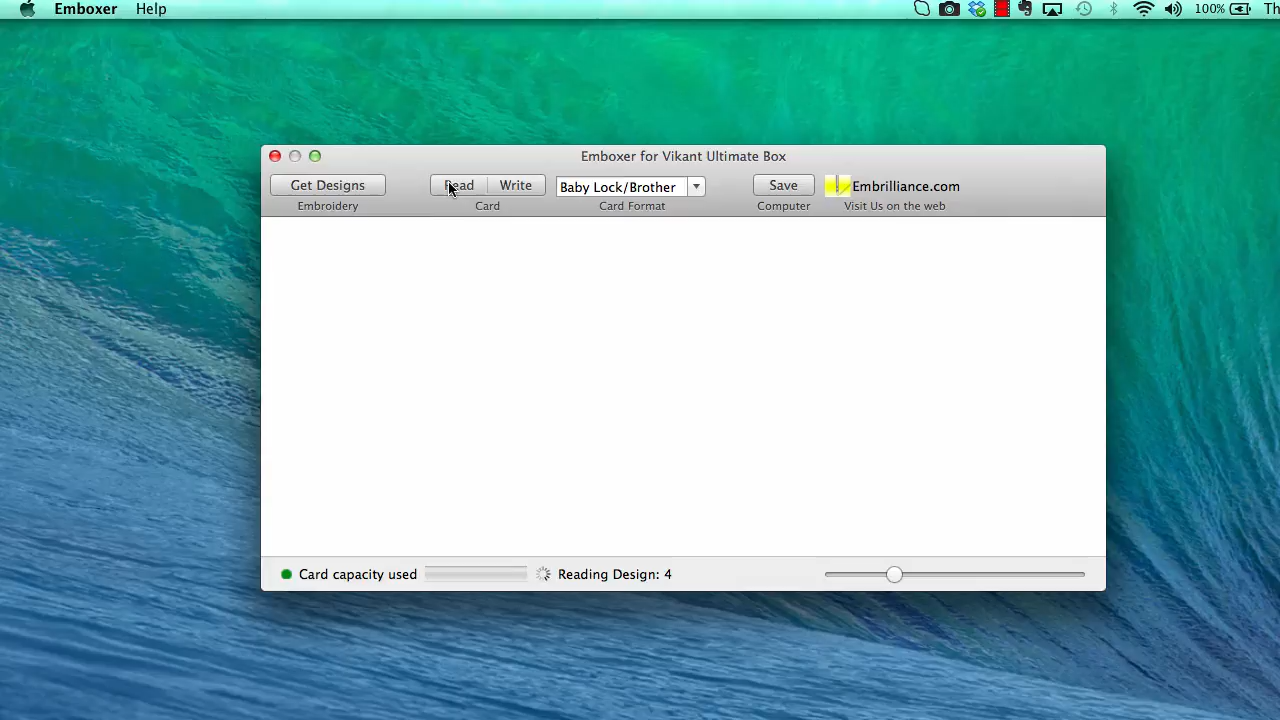 Emboxer Help 100% Th
Emboxer for Vikant Ultimate Box
Get Designs Read Write Baby Lock/Brother Save Embrilliance.com
Embroidery Card Card Format Computer Visit Us on the web
Card capacity used Reading Design: 4